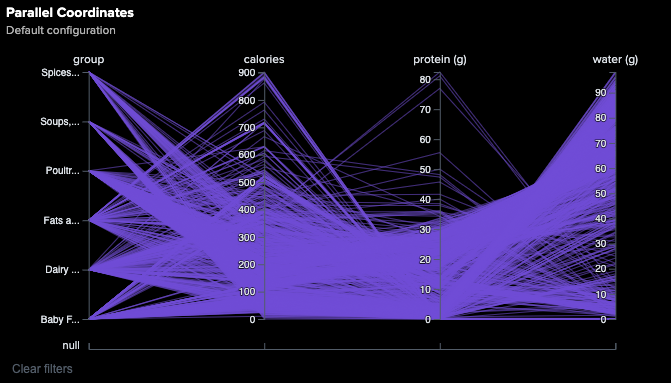 Parallel Coordinates
Default configuration
group calories protein (g) water (g)
Spices...
Soups,...
Poultr...
Fats a...
Dairy ...
Baby F...
null
900
800
700
600
500
400
300
200
100
0
80
70
60
50
40
30
20
10
0
90
80
70
60
50
40
30
20
10
0
Clear filters